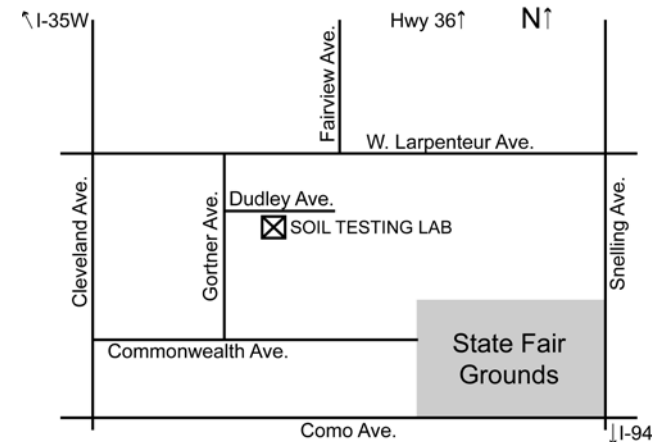 ↖I-35W
Hwy 36↑
N↑
Fairview Ave.
W. Larpenteur Ave.
Cleveland Ave.
Gortner Ave.
Dudley Ave.
SOIL TESTING LAB
Snelling Ave.
State Fair
Grounds
Commonwealth Ave.
Como Ave.
↓I-94